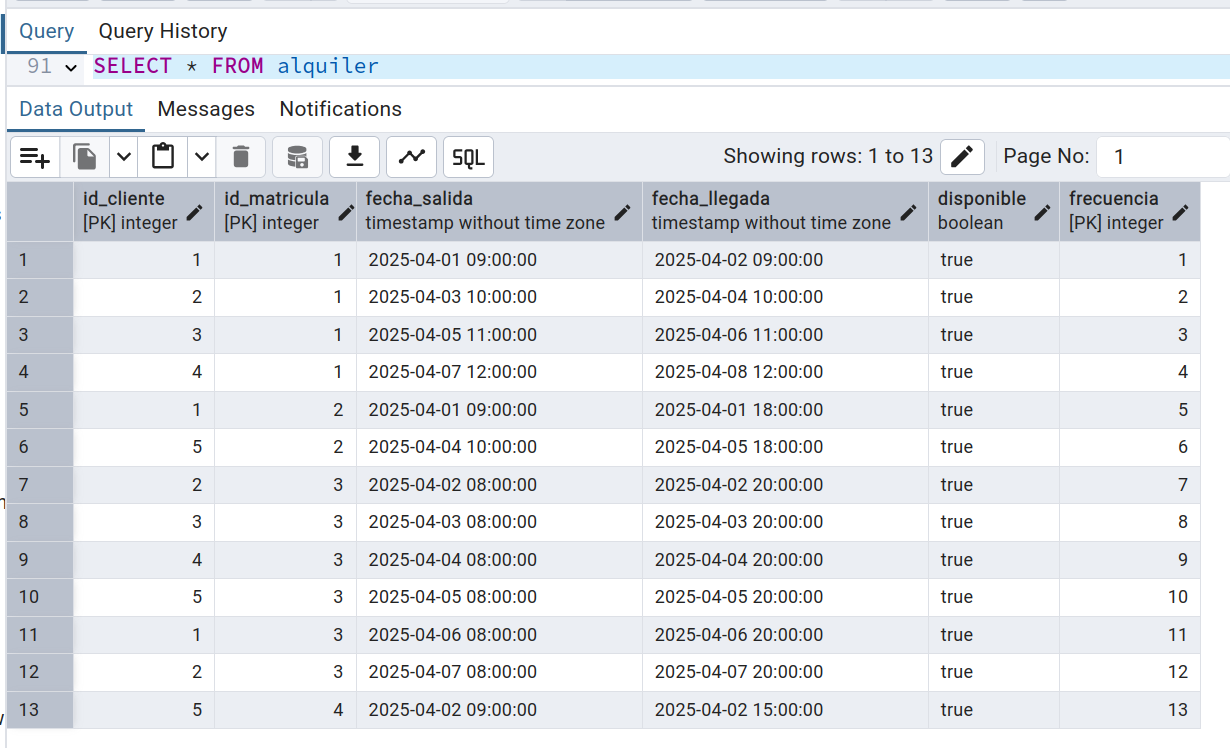 Query Query History
91 SELECT * FROM alquiler
Data Output Messages Notifications
SQL Showing rows: 1 to 13 Page No: 1
id_cliente id_matricula fecha_salida fecha_llegada disponible frecuencia
[PK] integer [PK] integer timestamp without time zone timestamp without time zone boolean [PK] integer
1 1 1 2025-04-01 09:00:00 2025-04-02 09:00:00 true 1
2 2 1 2025-04-03 10:00:00 2025-04-04 10:00:00 true 2
3 3 1 2025-04-05 11:00:00 2025-04-06 11:00:00 true 3
4 4 1 2025-04-07 12:00:00 2025-04-08 12:00:00 true 4
5 1 2 2025-04-01 09:00:00 2025-04-01 18:00:00 true 5
6 5 2 2025-04-04 10:00:00 2025-04-05 18:00:00 true 6
7 2 3 2025-04-02 08:00:00 2025-04-02 20:00:00 true 7
8 3 3 2025-04-03 08:00:00 2025-04-03 20:00:00 true 8
9 4 3 2025-04-04 08:00:00 2025-04-04 20:00:00 true 9
10 5 3 2025-04-05 08:00:00 2025-04-05 20:00:00 true 10
11 1 3 2025-04-06 08:00:00 2025-04-06 20:00:00 true 11
12 2 3 2025-04-07 08:00:00 2025-04-07 20:00:00 true 12
13 5 4 2025-04-02 09:00:00 2025-04-02 15:00:00 true 13